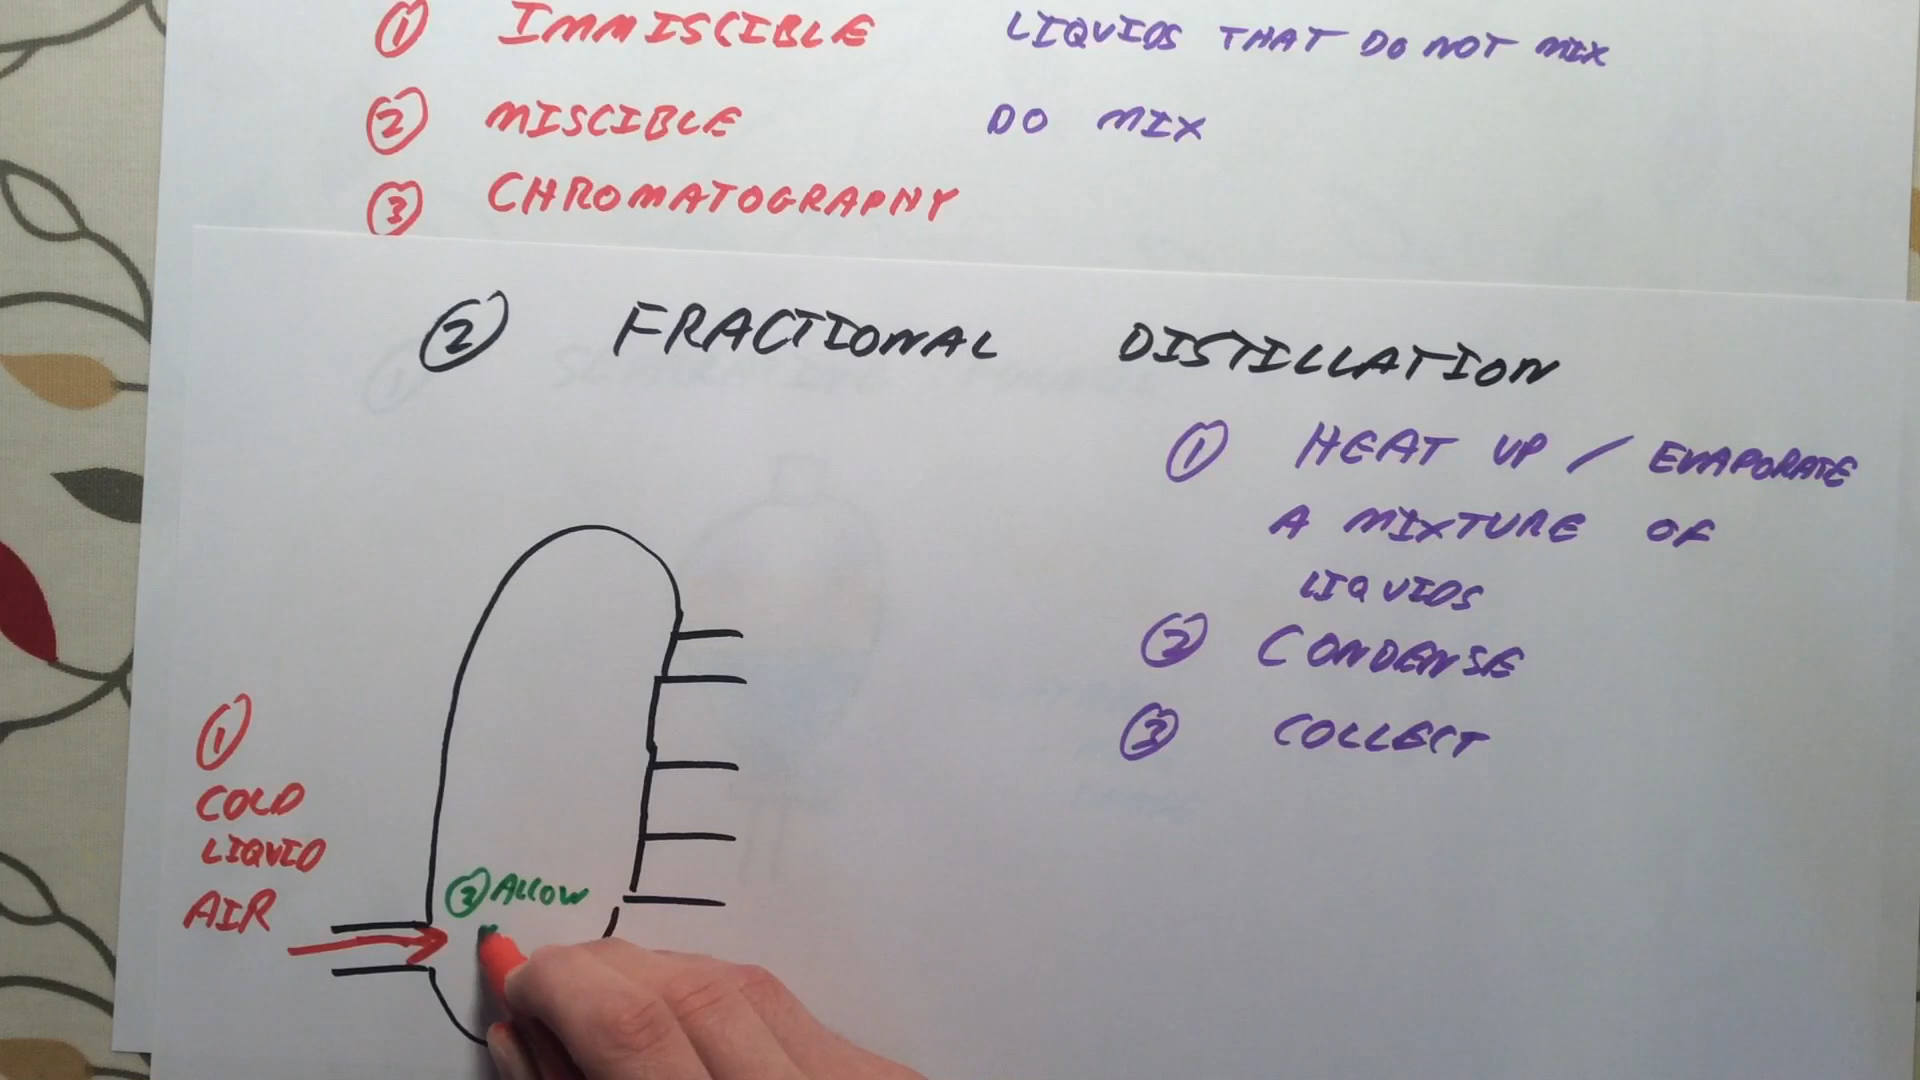 ① IMMISCIBLE LIQUIDS THAT DO NOT MIX
② MISCIBLE DO MIX
③ CHROMATOGRAPHY
② FRACTIONAL DISTILLATION
① HEAT UP / EVAPORATE
A MIXTURE OF
LIQUIDS
② CONDENSE
③ COLLECT
①
COLD
LIQUID
AIR
② ALLOW